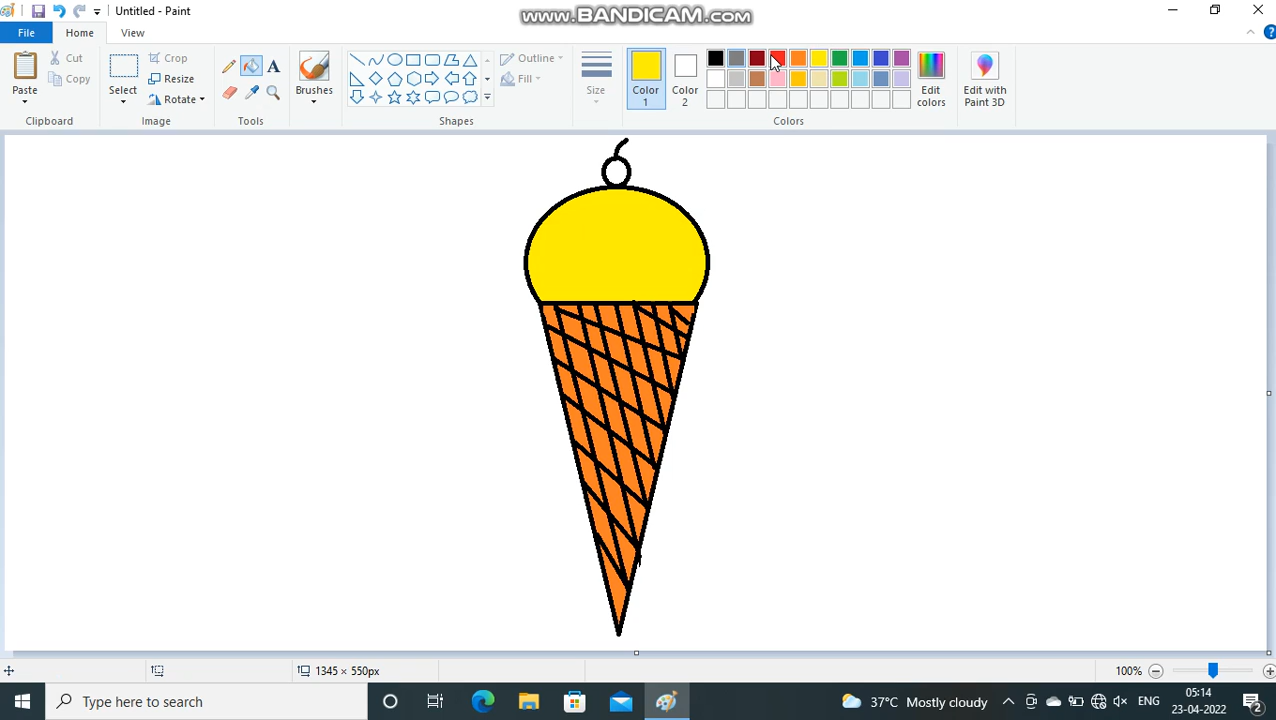 Untitled - Paint
www.BANDICAM.com
File
Home
View
Paste
Cut
Copy
Clipboard
Select
Crop
Resize
Rotate
Image
A
Tools
Brushes
Outline
Fill
Shapes
Size
Color 1
Color 2
Colors
Edit colors
Edit with Paint 3D
1345 × 550px
100%
Type here to search
37°C Mostly cloudy
ENG
05:14
23-04-2022
2